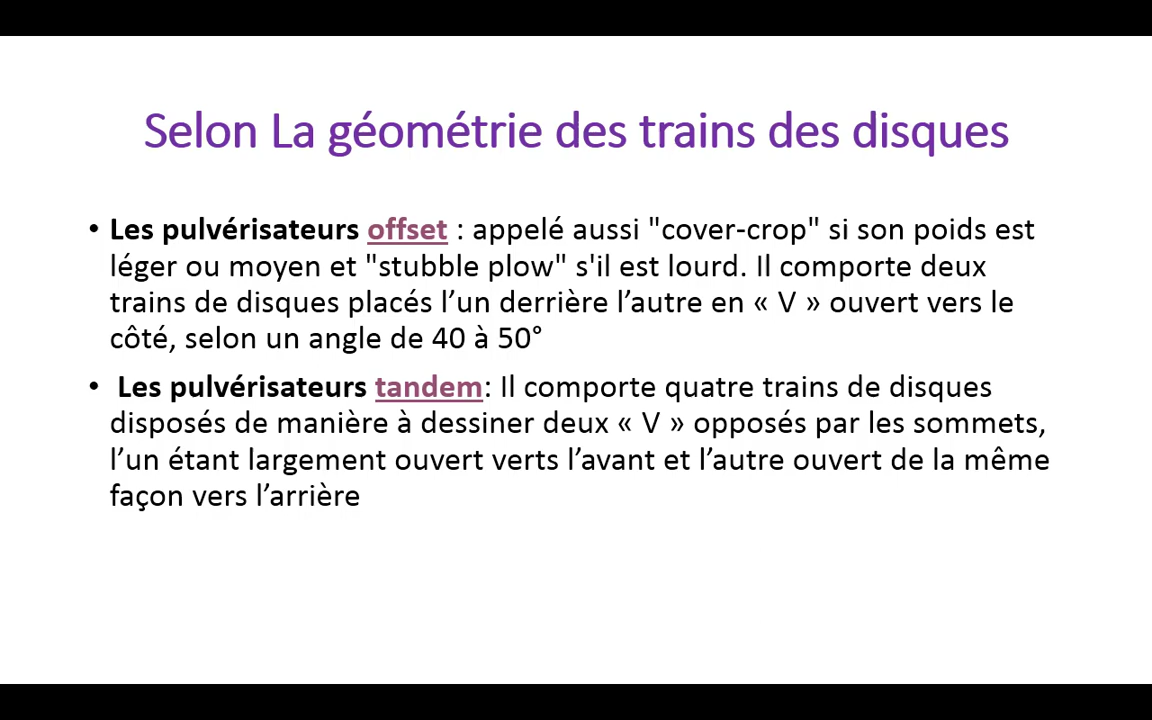 Selon La géométrie des trains des disques
• Les pulvérisateurs offset : appelé aussi "cover-crop" si son poids est
léger ou moyen et "stubble plow" s'il est lourd. Il comporte deux
trains de disques placés l’un derrière l’autre en « V » ouvert vers le
côté, selon un angle de 40 à 50°
• Les pulvérisateurs tandem: Il comporte quatre trains de disques
disposés de manière à dessiner deux « V » opposés par les sommets,
l’un étant largement ouvert verts l’avant et l’autre ouvert de la même
façon vers l’arrière